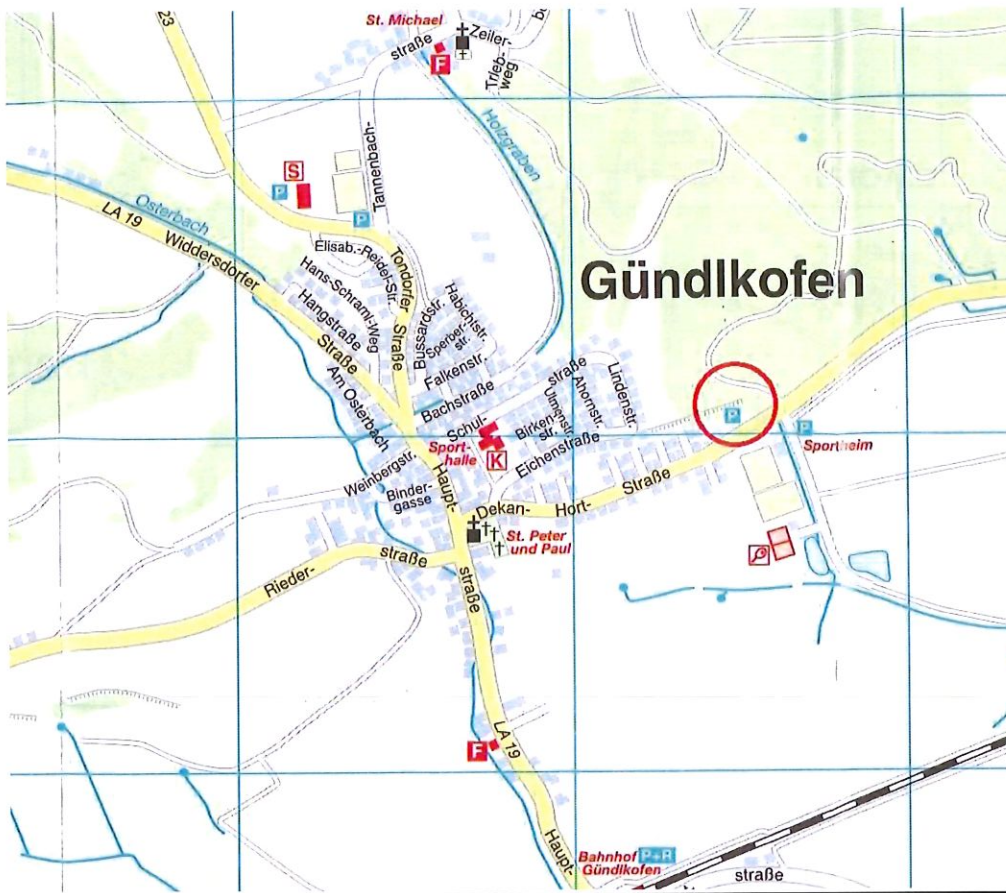 St. Michael
straße
Zeiler-
Trieb-
weg
F
23
Holzgraben
Tannenbach-
S
P
P
Osterbach
LA 19
Widdersdorfer
Straße
Elisab.-Reidel-Str.
Hans-Schraml-Weg
Hangstraße
Tondorfer
Straße
Bussardstr.
Habichtstr.
Sperber-
str.
Falkenstr.
Bachstraße
Gündlkofen
Am Osterbach
Schul-
straße
Lindenstr.
Ahornstr.
Ulmenstr.
Birken-
str.
Eichenstraße
P
P
Sportheim
Sport-
halle
K
Weinbergstr.
Binder-
gasse
Haupt-
straße
Dekan-
Hort-
Straße
St. Peter
und Paul
Rieder-
straße
F
LA 19
Haupt-
Bahnhof
P+R
Gündlkofen
straße